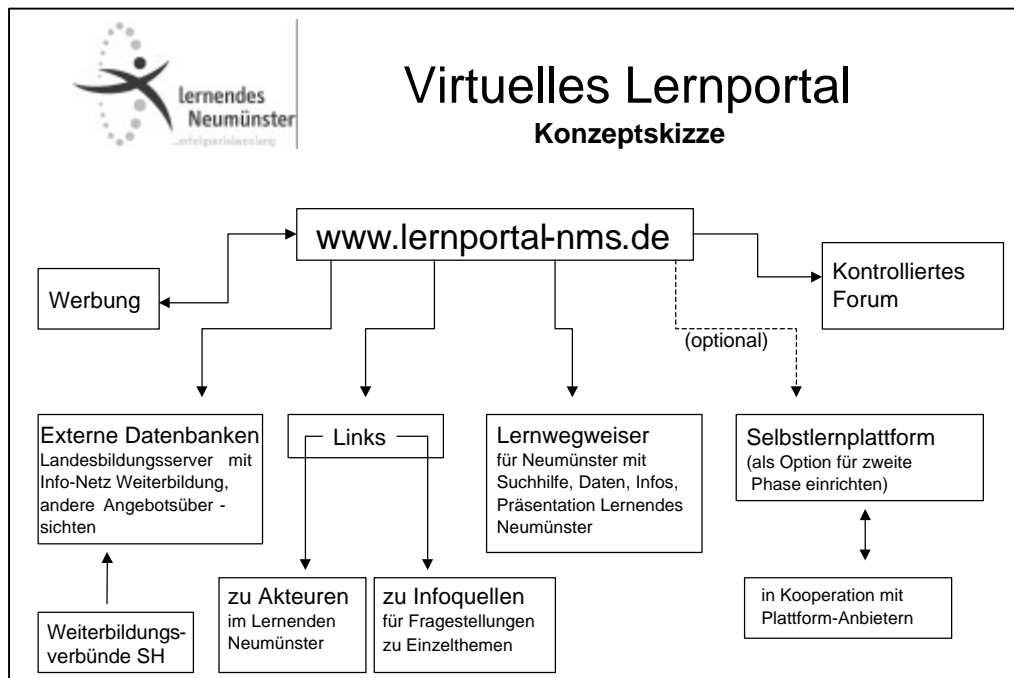 lernendes
Neumünster
Virtuelles Lernportal
Konzeptskizze
www.lernportal-nms.de
Werbung
Kontrolliertes
Forum
(optional)
Externe Datenbanken
Landesbildungsserver mit
Info-Netz Weiterbildung,
andere Angebotsüber -
sichten
Links
Lernwegweiser
für Neumünster mit
Suchhilfe, Daten, Infos,
Präsentation Lernendes
Neumünster
Selbstlernplattform
(als Option für zweite
Phase einrichten)
Weiterbildungs-
verbünde SH
zu Akteuren
im Lernenden
Neumünster
zu Infoquellen
für Fragestellungen
zu Einzelthemen
in Kooperation mit
Plattform-Anbietern